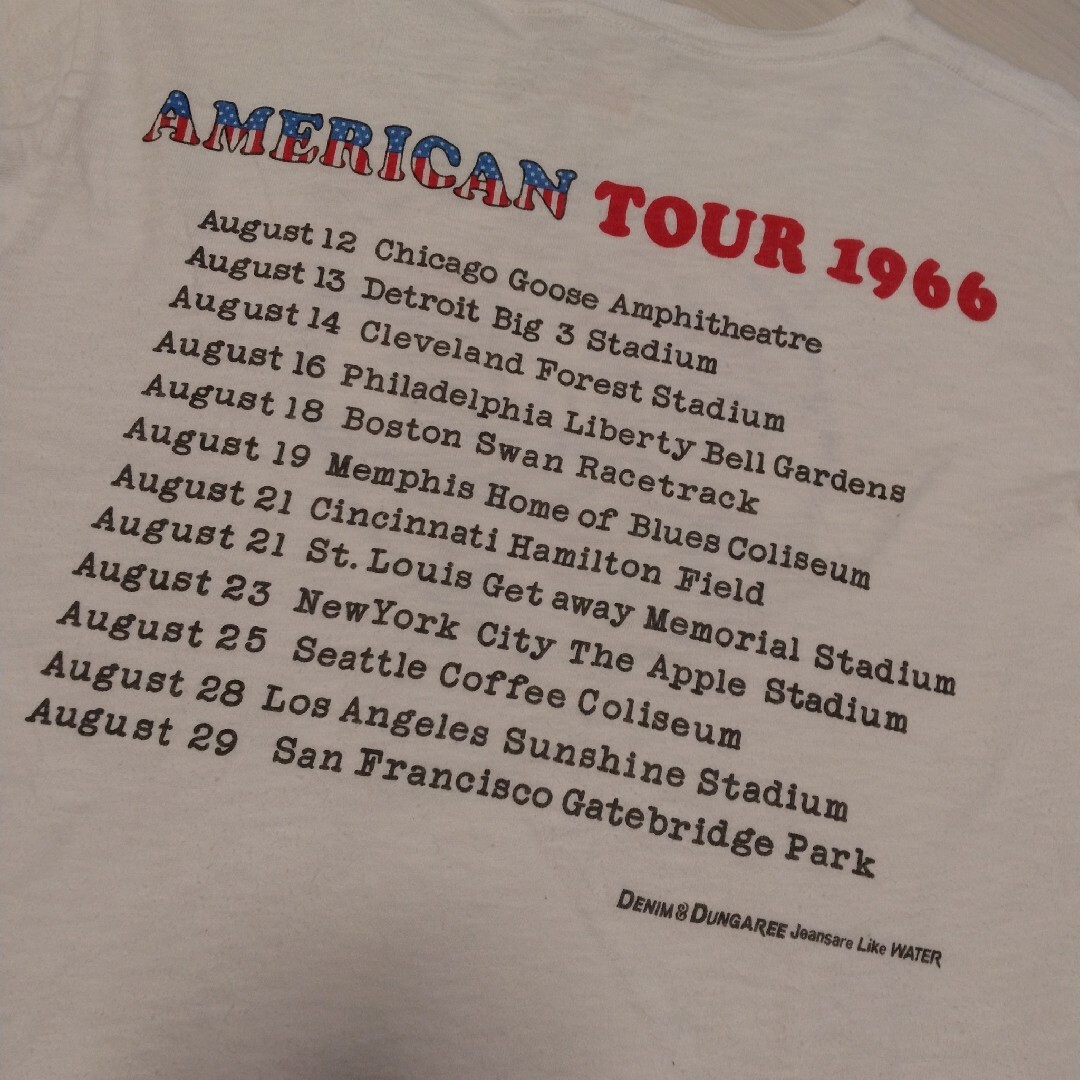 AMERICAN TOUR 1966
August 12 Chicago Goose Amphitheatre
August 13 Detroit Big 3 Stadium
August 14 Cleveland Forest Stadium
August 16 Philadelphia Liberty Bell Gardens
August 18 Boston Swan Racetrack
August 19 Memphis Home of Blues Coliseum
August 21 Cincinnati Hamilton Field
August 21 St. Louis Get away Memorial Stadium
August 23 NewYork City The Apple Stadium
August 25 Seattle Coffee Coliseum
August 28 Los Angeles Sunshine Stadium
August 29 San Francisco Gatebridge Park
DENIM & DUNGAREE Jeansare Like WATER